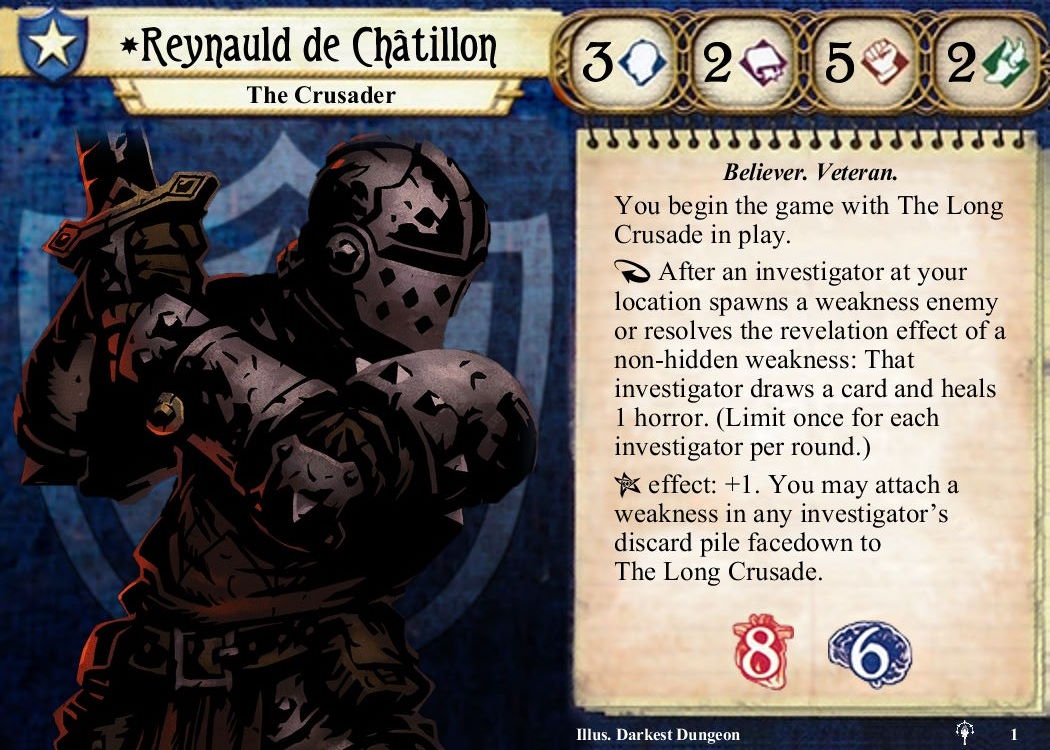 Reynauld de Châtillon
The Crusader
3 2 5 2
Believer. Veteran.
You begin the game with The Long
Crusade in play.
After an investigator at your
location spawns a weakness enemy
or resolves the revelation effect of a
non-hidden weakness: That
investigator draws a card and heals
1 horror. (Limit once for each
investigator per round.)
effect: +1. You may attach a
weakness in any investigator’s
discard pile facedown to
The Long Crusade.
8 6
Illus. Darkest Dungeon
1